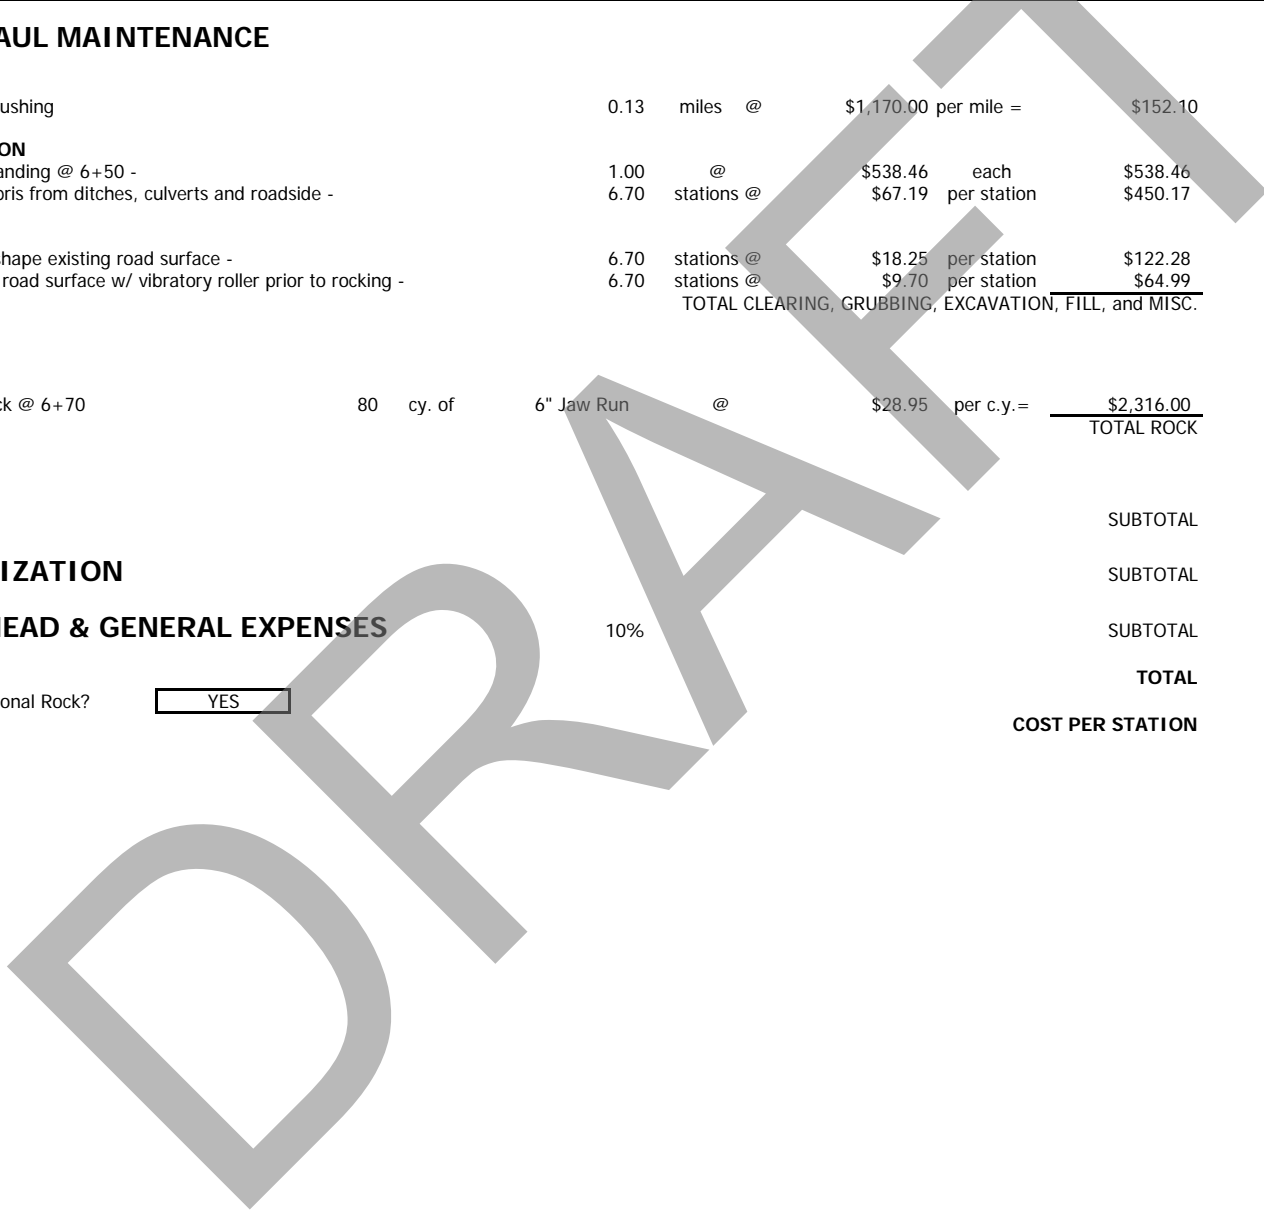 AUL MAINTENANCE
ushing 0.13 miles @ $1,170.00 per mile = $152.10
ON
anding @ 6+50 - 1.00 @ $538.46 each $538.46
bris from ditches, culverts and roadside - 6.70 stations @ $67.19 per station $450.17
shape existing road surface - 6.70 stations @ $18.25 per station $122.28
road surface w/ vibratory roller prior to rocking - 6.70 stations @ $9.70 per station $64.99
TOTAL CLEARING, GRUBBING, EXCAVATION, FILL, and MISC.
ck @ 6+70 80 cy. of 6" Jaw Run @ $28.95 per c.y.= $2,316.00
TOTAL ROCK
SUBTOTAL
IZATION SUBTOTAL
HEAD & GENERAL EXPENSES 10% SUBTOTAL
TOTAL
onal Rock? YES
COST PER STATION
DRAFT